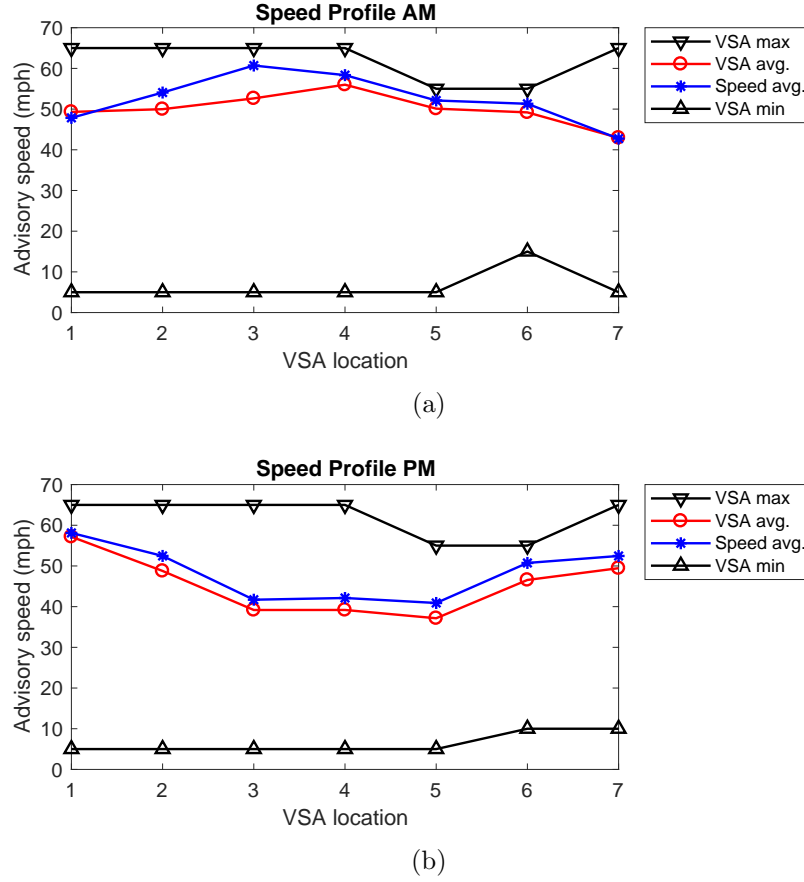 Speed Profile AM
70
60
50
40
30
20
10
0
Advisory speed (mph)
1 2 3 4 5 6 7
VSA location
VSA max
VSA avg.
Speed avg.
VSA min
(a)
Speed Profile PM
70
60
50
40
30
20
10
0
Advisory speed (mph)
1 2 3 4 5 6 7
VSA location
VSA max
VSA avg.
Speed avg.
VSA min
(b)